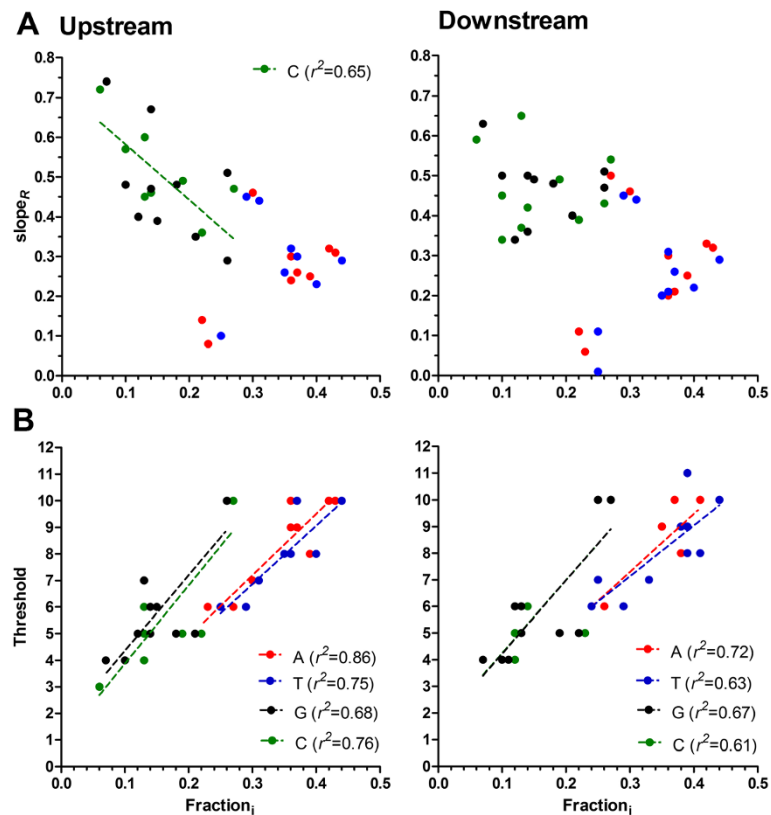 A Upstream
Downstream
C (r²=0.65)
slopeR
0.8
0.7
0.6
0.5
0.4
0.3
0.2
0.1
0.0
0.0 0.1 0.2 0.3 0.4 0.5
0.8
0.7
0.6
0.5
0.4
0.3
0.2
0.1
0.0
0.0 0.1 0.2 0.3 0.4 0.5
B
Threshold
12
11
10
9
8
7
6
5
4
3
2
1
0
A (r²=0.86)
T (r²=0.75)
G (r²=0.68)
C (r²=0.76)
0.0 0.1 0.2 0.3 0.4 0.5
Fractioni
12
11
10
9
8
7
6
5
4
3
2
1
0
A (r²=0.72)
T (r²=0.63)
G (r²=0.67)
C (r²=0.61)
0.0 0.1 0.2 0.3 0.4 0.5
Fractioni